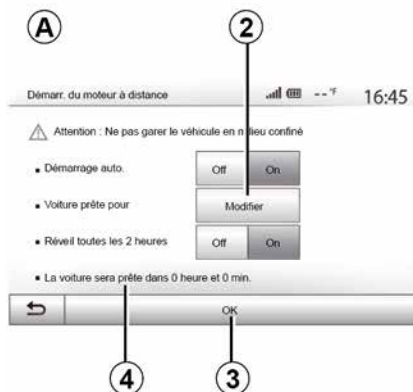 A
2
Démarr. du moteur à distance --°F 16:45
Attention : Ne pas garer le véhicule en milieu confiné
▪ Démarrage auto. Off On
▪ Voiture prête pour Modifier
▪ Réveil toutes les 2 heures Off On
▪ La voiture sera prête dans 0 heure et 0 min.
OK
4
3